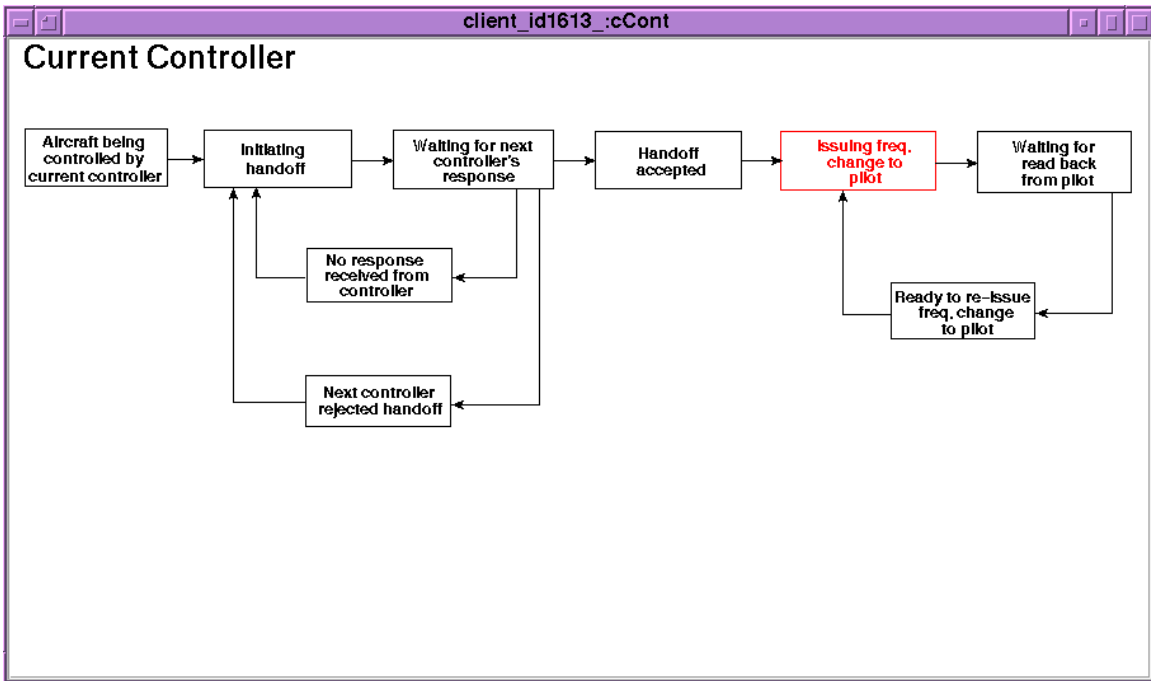 client_id1613_:cCont
Current Controller
Aircraft being
controlled by
current controller
Initiating
handoff
Waiting for next
controller's
response
Handoff
accepted
Issuing freq.
change to
pilot
Waiting for
read back
from pilot
No response
received from
controller
Ready to re-issue
freq. change
to pilot
Next controller
rejected handoff